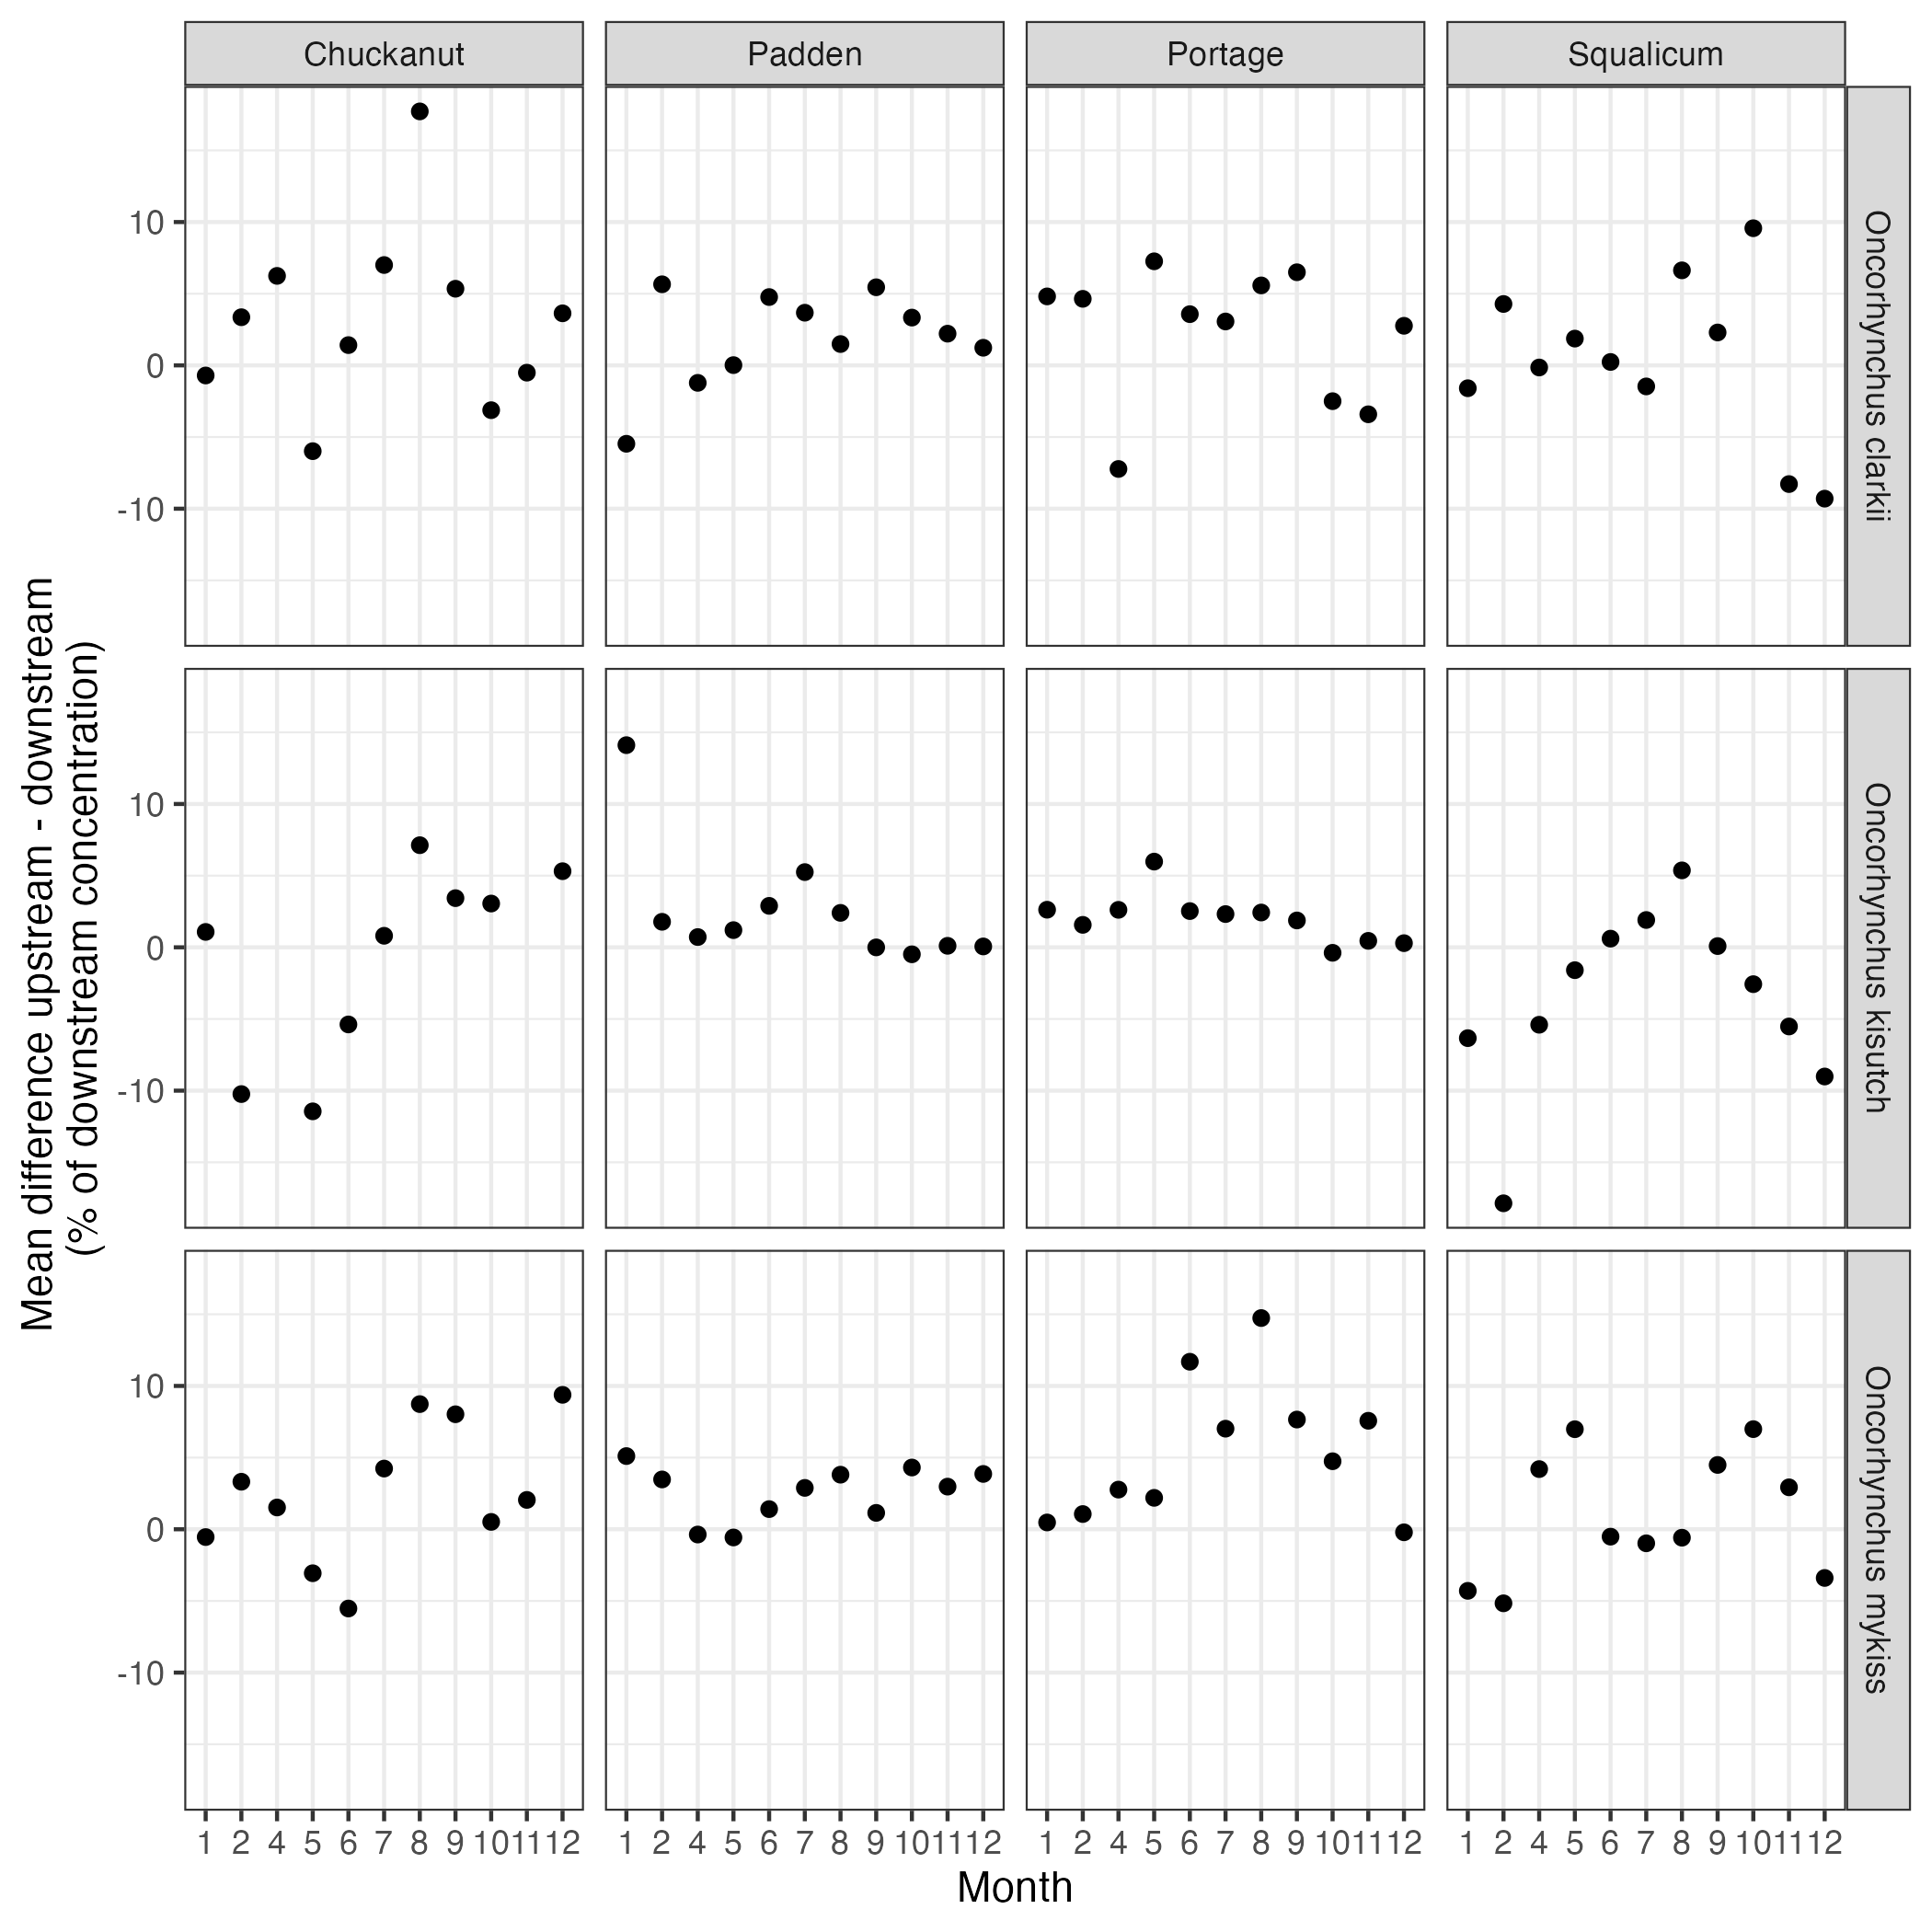 Chuckanut Padden Portage Squalicum
10
0
-10
Oncorhynchus clarkii
10
0
-10
Oncorhynchus kisutch
10
0
-10
Oncorhynchus mykiss
Mean difference upstream - downstream
(% of downstream concentration)
1 2 4 5 6 7 8 9 10 11 12 1 2 4 5 6 7 8 9 10 11 12 1 2 4 5 6 7 8 9 10 11 12 1 2 4 5 6 7 8 9 10 11 12
Month